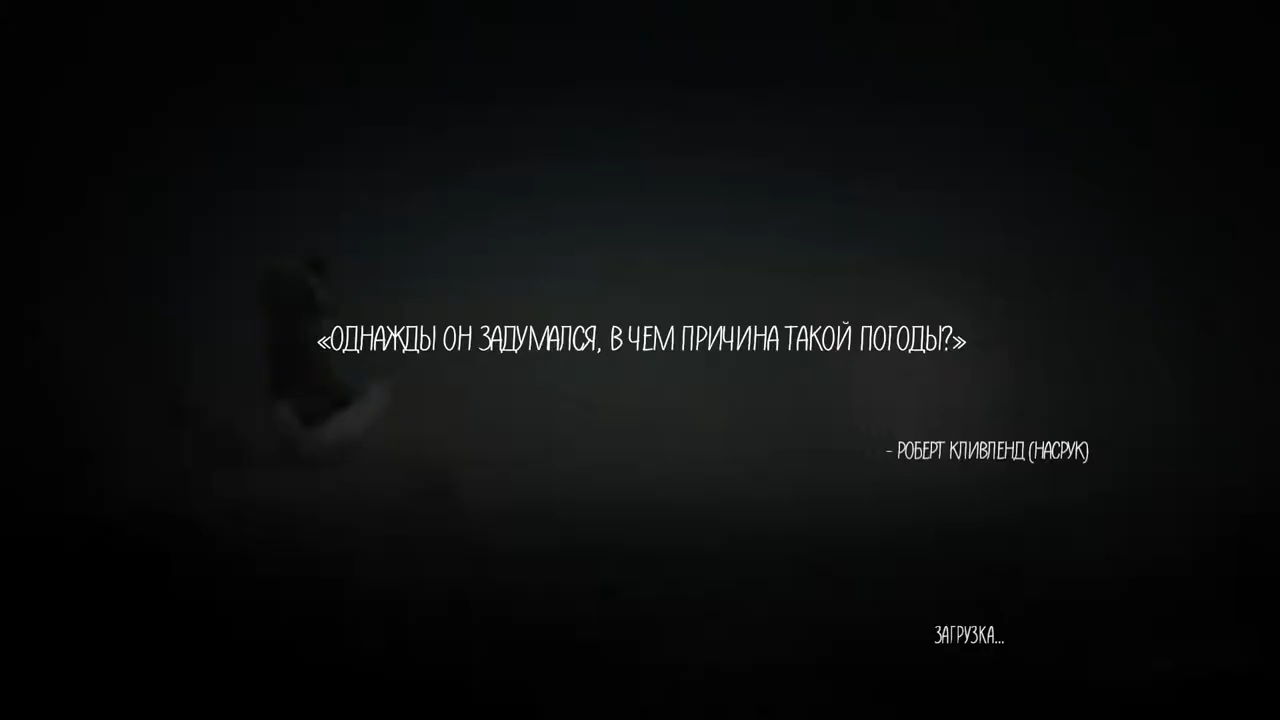 «ОДНАЖДЫ ОН ЗАДУМАЛСЯ, В ЧЕМ ПРИЧИНА ТАКОЙ ПОГОДЫ?»
- РОБЕРТ КЛИВЛЕНД (НАСРУК)
ЗАГРУЗКА...